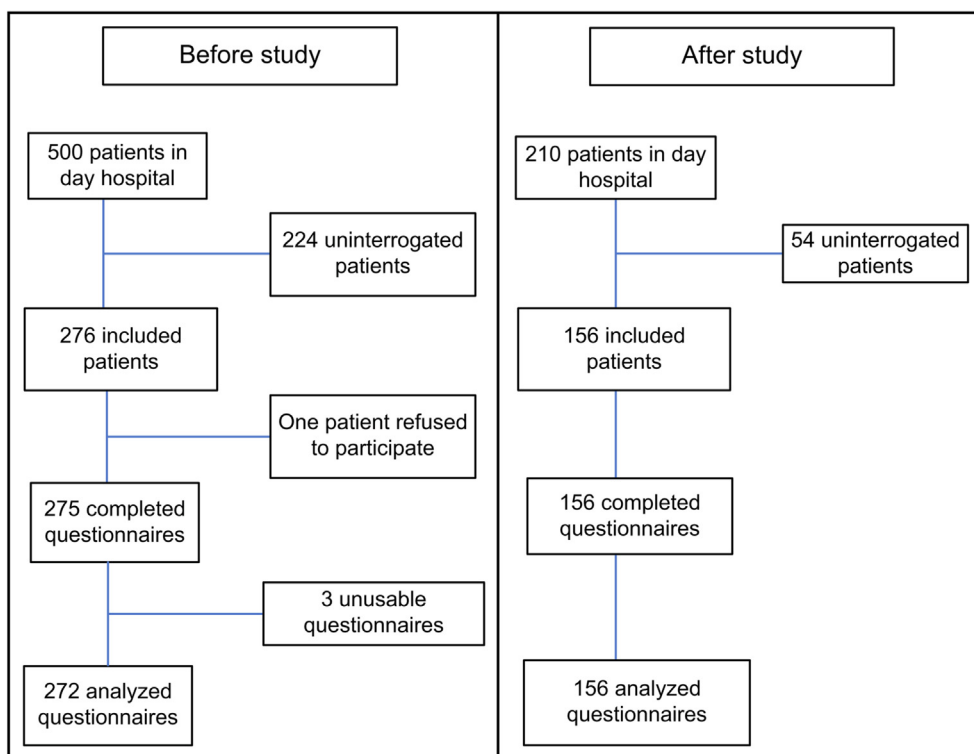 Before study
500 patients in
day hospital
224 uninterrogated
patients
276 included
patients
One patient refused
to participate
275 completed
questionnaires
3 unusable
questionnaires
272 analyzed
questionnaires
After study
210 patients in day
hospital
54 uninterrogated
patients
156 included
patients
156 completed
questionnaires
156 analyzed
questionnaires